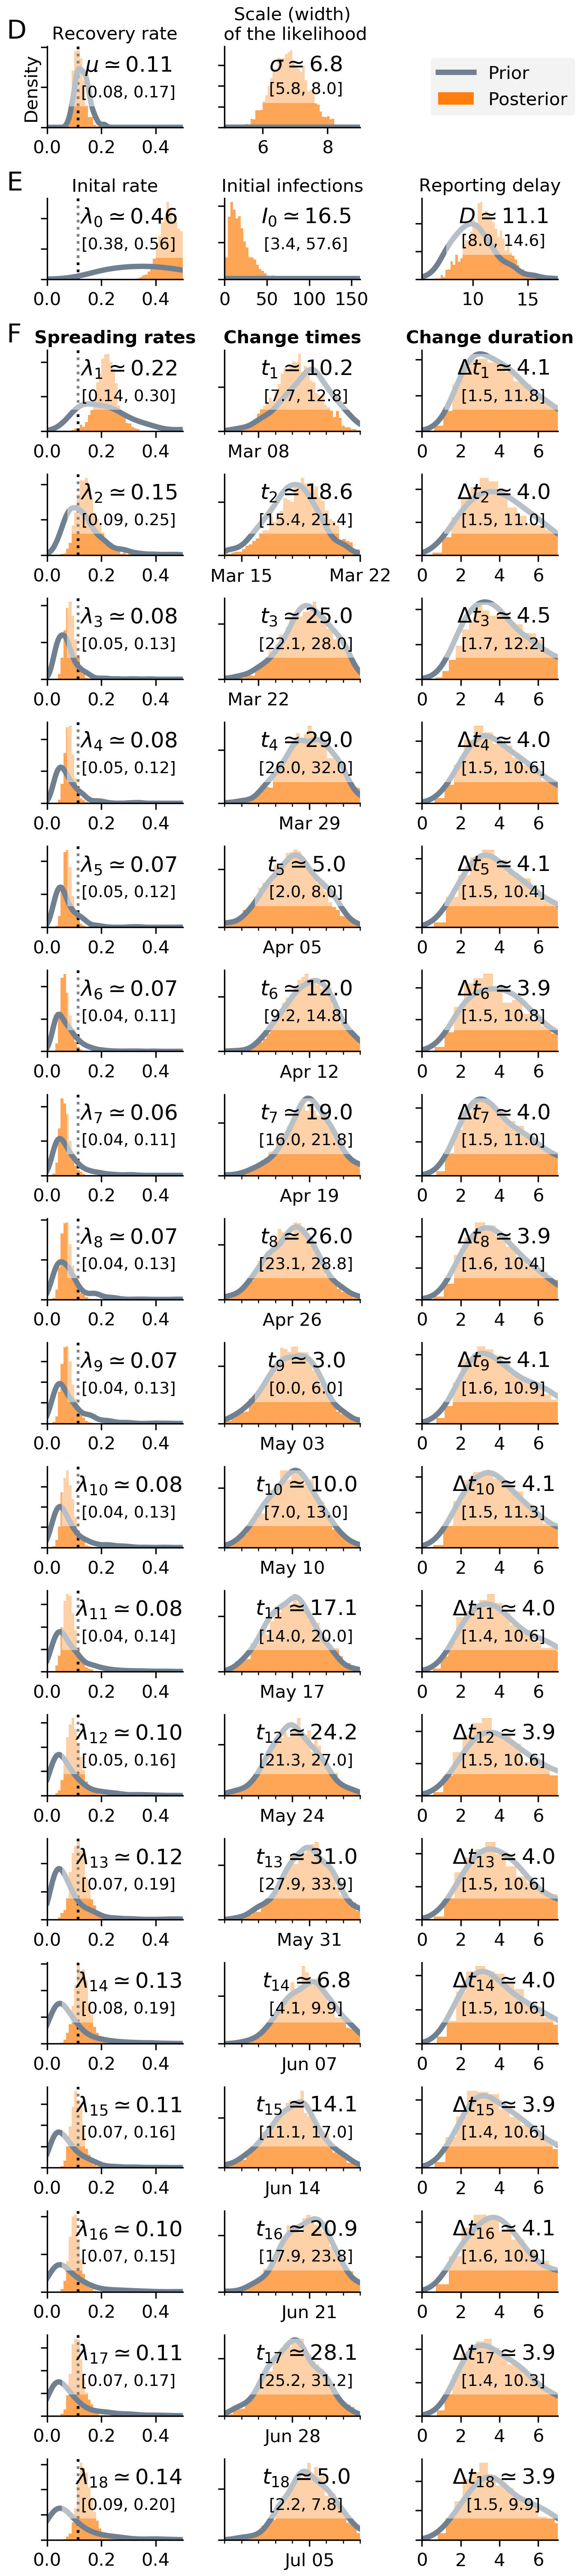 D
Recovery rate
Scale (width)
of the likelihood
Density
μ ≃ 0.11
[0.08, 0.17]
0.0 0.2 0.4
σ ≃ 6.8
[5.8, 8.0]
6 8
Prior
Posterior
E
Inital rate
Initial infections
Reporting delay
λ0 ≃ 0.46
[0.38, 0.56]
0.0 0.2 0.4
I0 ≃ 16.5
[3.4, 57.6]
0 50 100 150
D ≃ 11.1
[8.0, 14.6]
10 15
F
Spreading rates
Change times
Change duration
λ1 ≃ 0.22
[0.14, 0.30]
0.0 0.2 0.4
t1 ≃ 10.2
[7.7, 12.8]
Mar 08
Δt1 ≃ 4.1
[1.5, 11.8]
0 2 4 6
λ2 ≃ 0.15
[0.09, 0.25]
0.0 0.2 0.4
t2 ≃ 18.6
[15.4, 21.4]
Mar 15 Mar 22
Δt2 ≃ 4.0
[1.5, 11.0]
0 2 4 6
λ3 ≃ 0.08
[0.05, 0.13]
0.0 0.2 0.4
t3 ≃ 25.0
[22.1, 28.0]
Mar 22
Δt3 ≃ 4.5
[1.7, 12.2]
0 2 4 6
λ4 ≃ 0.08
[0.05, 0.12]
0.0 0.2 0.4
t4 ≃ 29.0
[26.0, 32.0]
Mar 29
Δt4 ≃ 4.0
[1.5, 10.6]
0 2 4 6
λ5 ≃ 0.07
[0.05, 0.12]
0.0 0.2 0.4
t5 ≃ 5.0
[2.0, 8.0]
Apr 05
Δt5 ≃ 4.1
[1.5, 10.4]
0 2 4 6
λ6 ≃ 0.07
[0.04, 0.11]
0.0 0.2 0.4
t6 ≃ 12.0
[9.2, 14.8]
Apr 12
Δt6 ≃ 3.9
[1.5, 10.8]
0 2 4 6
λ7 ≃ 0.06
[0.04, 0.11]
0.0 0.2 0.4
t7 ≃ 19.0
[16.0, 21.8]
Apr 19
Δt7 ≃ 4.0
[1.5, 11.0]
0 2 4 6
λ8 ≃ 0.07
[0.04, 0.13]
0.0 0.2 0.4
t8 ≃ 26.0
[23.1, 28.8]
Apr 26
Δt8 ≃ 3.9
[1.6, 10.4]
0 2 4 6
λ9 ≃ 0.07
[0.04, 0.13]
0.0 0.2 0.4
t9 ≃ 3.0
[0.0, 6.0]
May 03
Δt9 ≃ 4.1
[1.6, 10.9]
0 2 4 6
λ10 ≃ 0.08
[0.04, 0.13]
0.0 0.2 0.4
t10 ≃ 10.0
[7.0, 13.0]
May 10
Δt10 ≃ 4.1
[1.5, 11.3]
0 2 4 6
λ11 ≃ 0.08
[0.04, 0.14]
0.0 0.2 0.4
t11 ≃ 17.1
[14.0, 20.0]
May 17
Δt11 ≃ 4.0
[1.4, 10.6]
0 2 4 6
λ12 ≃ 0.10
[0.05, 0.16]
0.0 0.2 0.4
t12 ≃ 24.2
[21.3, 27.0]
May 24
Δt12 ≃ 3.9
[1.5, 10.6]
0 2 4 6
λ13 ≃ 0.12
[0.07, 0.19]
0.0 0.2 0.4
t13 ≃ 31.0
[27.9, 33.9]
May 31
Δt13 ≃ 4.0
[1.5, 10.6]
0 2 4 6
λ14 ≃ 0.13
[0.08, 0.19]
0.0 0.2 0.4
t14 ≃ 6.8
[4.1, 9.9]
Jun 07
Δt14 ≃ 4.0
[1.5, 10.6]
0 2 4 6
λ15 ≃ 0.11
[0.07, 0.16]
0.0 0.2 0.4
t15 ≃ 14.1
[11.1, 17.0]
Jun 14
Δt15 ≃ 3.9
[1.4, 10.6]
0 2 4 6
λ16 ≃ 0.10
[0.07, 0.15]
0.0 0.2 0.4
t16 ≃ 20.9
[17.9, 23.8]
Jun 21
Δt16 ≃ 4.1
[1.6, 10.9]
0 2 4 6
λ17 ≃ 0.11
[0.07, 0.17]
0.0 0.2 0.4
t17 ≃ 28.1
[25.2, 31.2]
Jun 28
Δt17 ≃ 3.9
[1.4, 10.3]
0 2 4 6
λ18 ≃ 0.14
[0.09, 0.20]
0.0 0.2 0.4
t18 ≃ 5.0
[2.2, 7.8]
Jul 05
Δt18 ≃ 3.9
[1.5, 9.9]
0 2 4 6